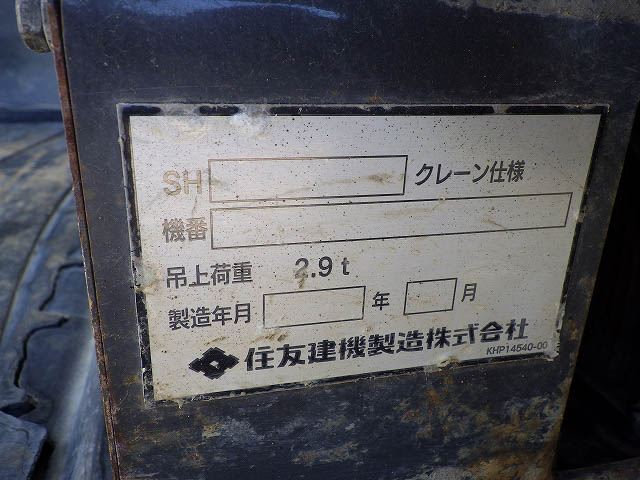 SH クレーン仕様
機番
吊上荷重 2.9t
製造年月 年 月
住友建機製造株式会社
KHP14540-00